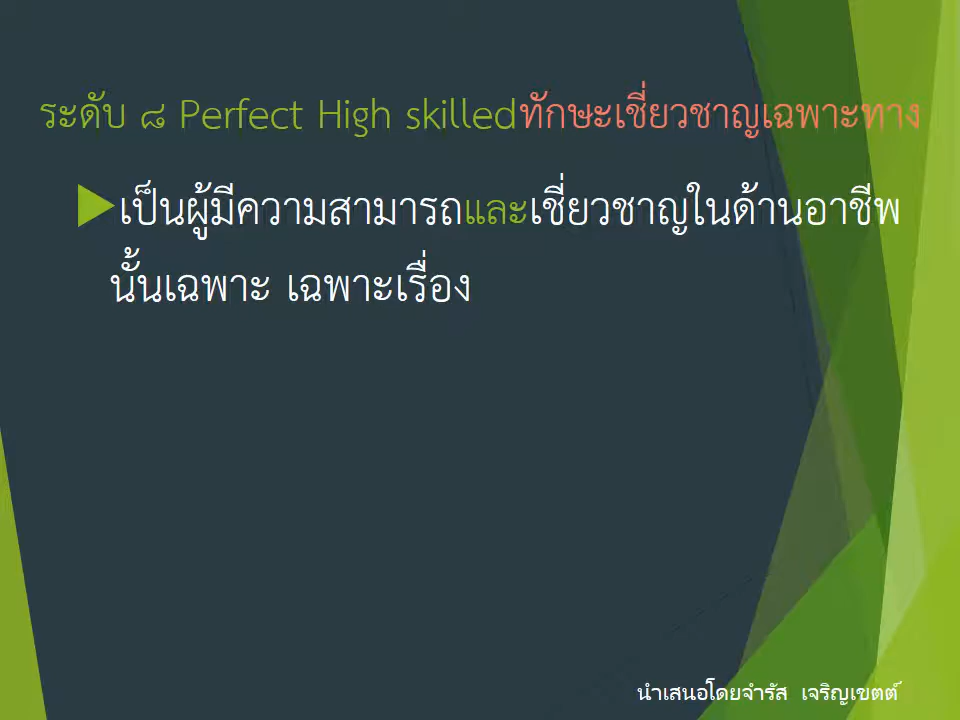 ระดับ ๘ Perfect High skilledทักษะเชี่ยวชาญเฉพาะทาง
เป็นผู้มีความสามารถและเชี่ยวชาญในด้านอาชีพ
นั้นเฉพาะ เฉพาะเรื่อง
นำเสนอโดยจำรัส เจริญเขตต์